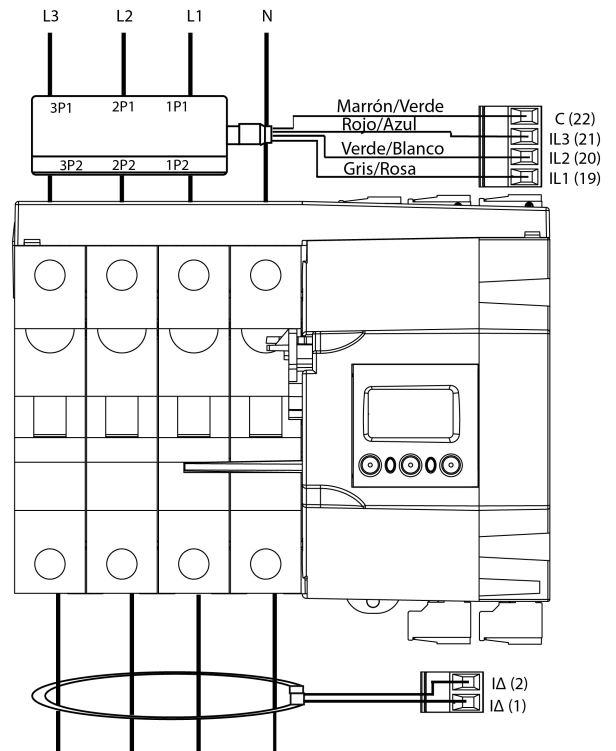 L3 L2 L1 N
3P1 2P1 1P1
3P2 2P2 1P2
Marrón/Verde C (22)
Rojo/Azul IL3 (21)
Verde/Blanco IL2 (20)
Gris/Rosa IL1 (19)
IΔ (2)
IΔ (1)